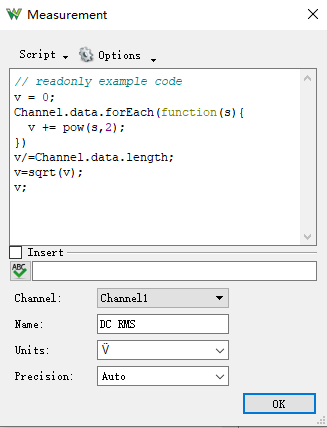 Measurement
Script Options
// readonly example code
v = 0;
Channel.data.forEach(function(s){
  v += pow(s,2);
})
v/=Channel.data.length;
v=sqrt(v);
v;
Insert
ABC
Channel: Channel1
Name: DC RMS
Units: V̈
Precision: Auto
OK